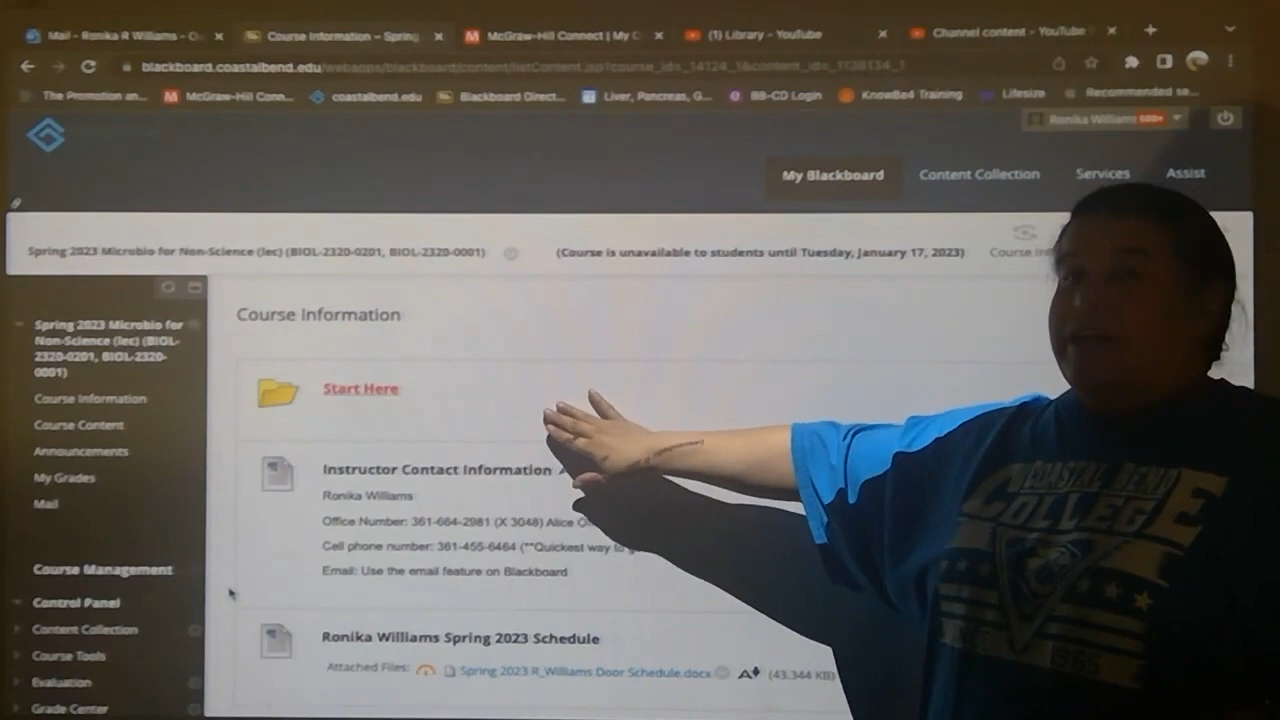 Mail - Ronika R Williams - O
Course Information – Spring
McGraw-Hill Connect | My C
(1) Library - YouTube
Channel content - YouTube
blackboard.coastalbend.edu/webapps/blackboard/content/listContent.jsp?course_id=_14124_1&content_id=_1138134_1
The Promotion an...
McGraw-Hill Conn...
coastalbend.edu
Blackboard Direct...
Liver, Pancreas, G...
BB-CD Login
KnowBe4 Training
Lifesize
Recommended se...
Ronika Williams
My Blackboard
Content Collection
Services
Assist
Spring 2023 Microbio for Non-Science (lec) (BIOL-2320-0201, BIOL-2320-0001)
(Course is unavailable to students until Tuesday, January 17, 2023)
Course In
Spring 2023 Microbio for
Non-Science (lec) (BIOL-
2320-0201, BIOL-2320-
0001)
Course Information
Course Content
Announcements
My Grades
Mail
Course Management
Control Panel
Content Collection
Course Tools
Evaluation
Grade Center
Course Information
Start Here
Instructor Contact Information
Ronika Williams
Office Number: 361-664-2981 (X 3048) Alice O
Cell phone number: 361-455-6464 (**Quickest way to g
Email: Use the email feature on Blackboard
Ronika Williams Spring 2023 Schedule
Attached Files: Spring 2023 R_Williams Door Schedule.docx (43.344 KB)
COASTAL BEND
COLLEGE
1965